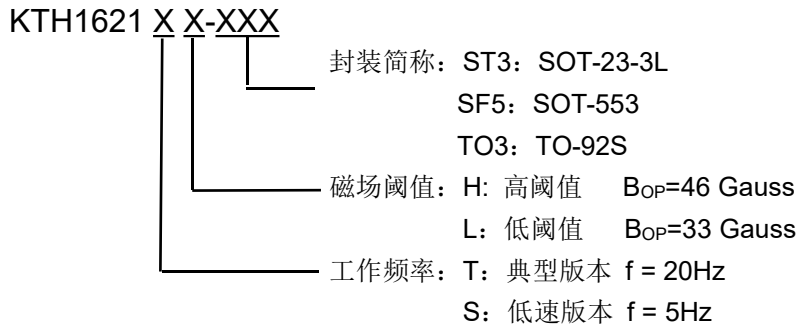 KTH1621 X X-XXX
封装简称：ST3：SOT-23-3L
SF5：SOT-553
TO3：TO-92S
磁场阈值：H: 高阈值 BOP=46 Gauss
L：低阈值 BOP=33 Gauss
工作频率：T：典型版本 f = 20Hz
S：低速版本 f = 5Hz